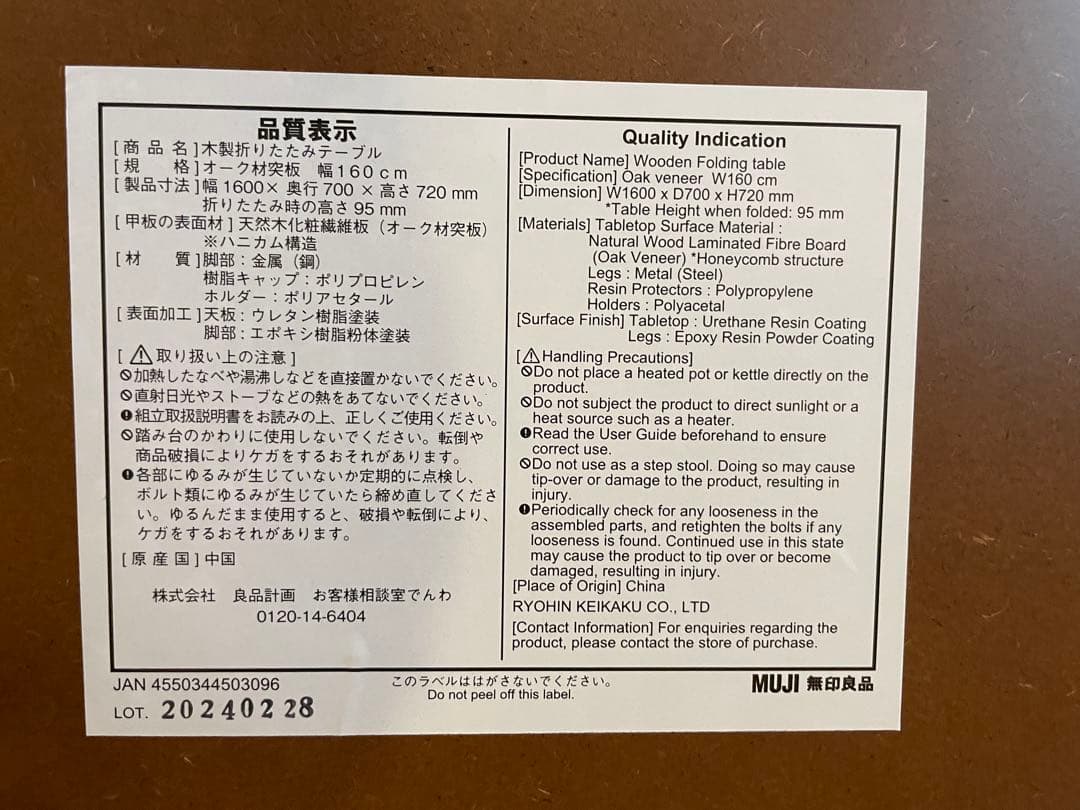 品質表示
[商品名]木製折りたたみテーブル
[規　　格]オーク材突板　幅160cm
[製品寸法]幅1600×奥行700×高さ720mm
折りたたみ時の高さ95mm
[甲板の表面材]天然木化粧繊維板（オーク材突板）
※ハニカム構造
[材　　質]脚部：金属（鋼）
樹脂キャップ：ポリプロピレン
ホルダー：ポリアセタール
[表面加工]天板：ウレタン樹脂塗装
脚部：エポキシ樹脂粉体塗装
[⚠取り扱い上の注意]
🚫加熱したなべや湯沸しなどを直接置かないでください。
🚫直射日光やストーブなどの熱をあてないでください。
❗組立取扱説明書をお読みの上、正しくご使用ください。
🚫踏み台のかわりに使用しないでください。転倒や
商品破損によりケガをするおそれがあります。
❗各部にゆるみが生じていないか定期的に点検し、
ボルト類にゆるみが生じていたら締め直してくださ
い。ゆるんだまま使用すると、破損や転倒により、
ケガをするおそれがあります。
[原産国]中国
株式会社　良品計画　お客様相談室でんわ
0120-14-6404
Quality Indication
[Product Name] Wooden Folding table
[Specification] Oak veneer W160 cm
[Dimension] W1600 x D700 x H720 mm
*Table Height when folded: 95 mm
[Materials] Tabletop Surface Material :
Natural Wood Laminated Fibre Board
(Oak Veneer) *Honeycomb structure
Legs : Metal (Steel)
Resin Protectors : Polypropylene
Holders : Polyacetal
[Surface Finish] Tabletop : Urethane Resin Coating
Legs : Epoxy Resin Powder Coating
[⚠Handling Precautions]
🚫Do not place a heated pot or kettle directly on the
product.
🚫Do not subject the product to direct sunlight or a
heat source such as a heater.
❗Read the User Guide beforehand to ensure
correct use.
🚫Do not use as a step stool. Doing so may cause
tip-over or damage to the product, resulting in
injury.
❗Periodically check for any looseness in the
assembled parts, and retighten the bolts if any
looseness is found. Continued use in this state
may cause the product to tip over or become
damaged, resulting in injury.
[Place of Origin] China
RYOHIN KEIKAKU CO., LTD
[Contact Information] For enquiries regarding the
product, please contact the store of purchase.
JAN 4550344503096
LOT. 20240228
このラベルははがさないでください。
Do not peel off this label.
MUJI 無印良品